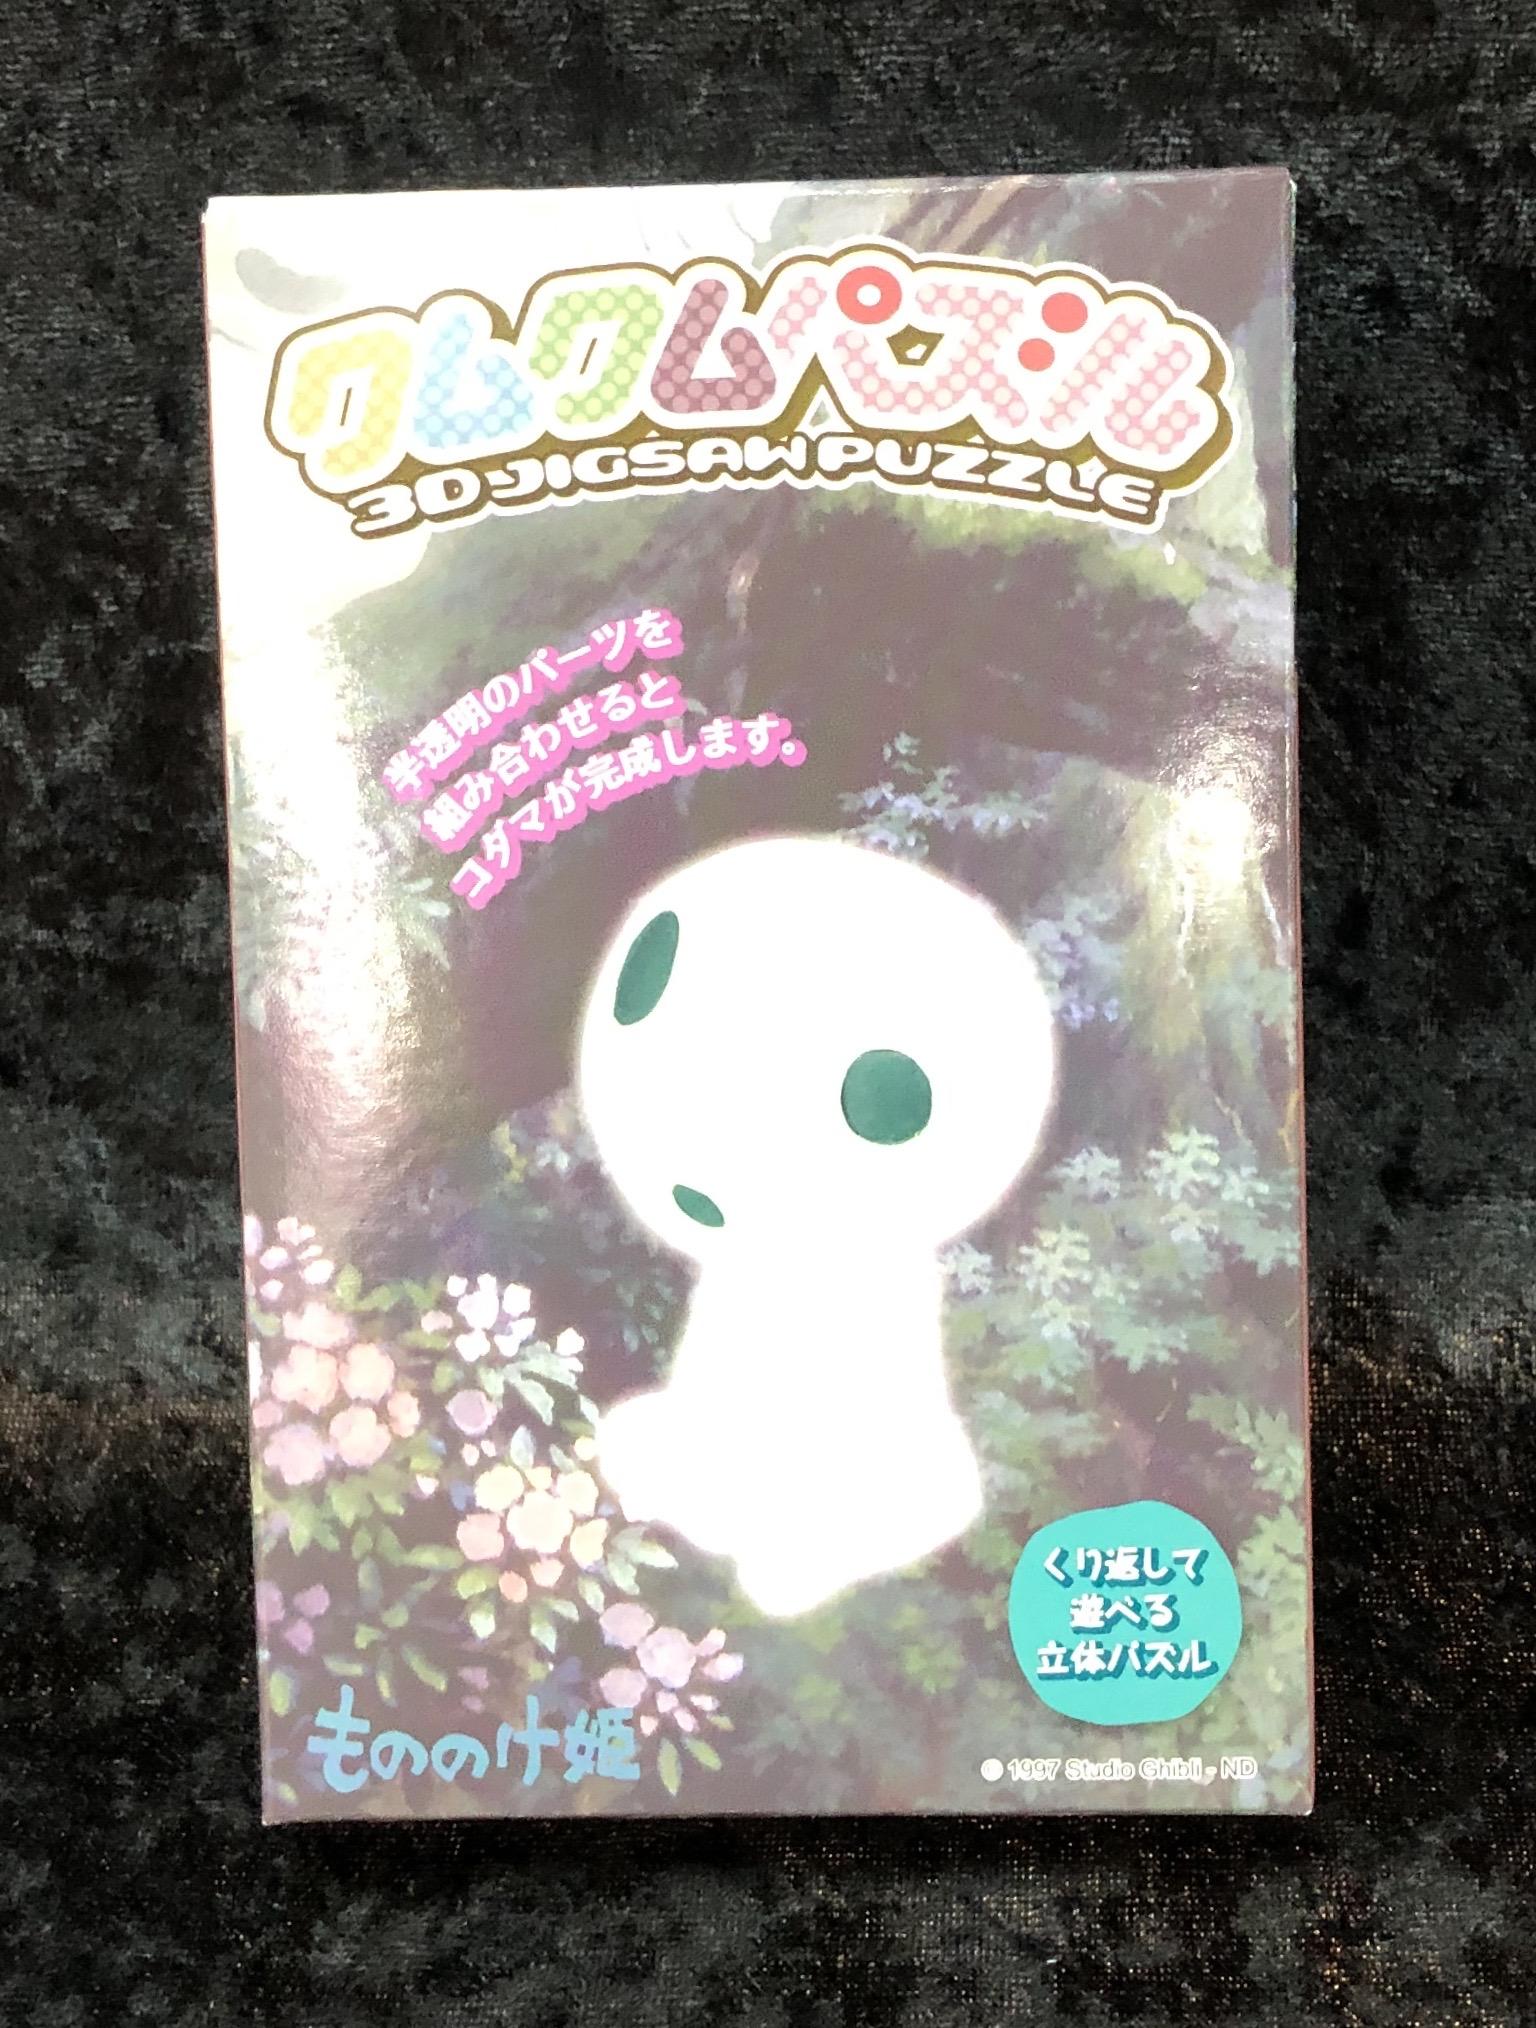 クムクムパズル
3D JIGSAW PUZZLE
半透明のパーツを
組み合わせると
コダマが完成します。
くり返して
遊べる
立体パズル
もののけ姫
© 1997 Studio Ghibli - ND